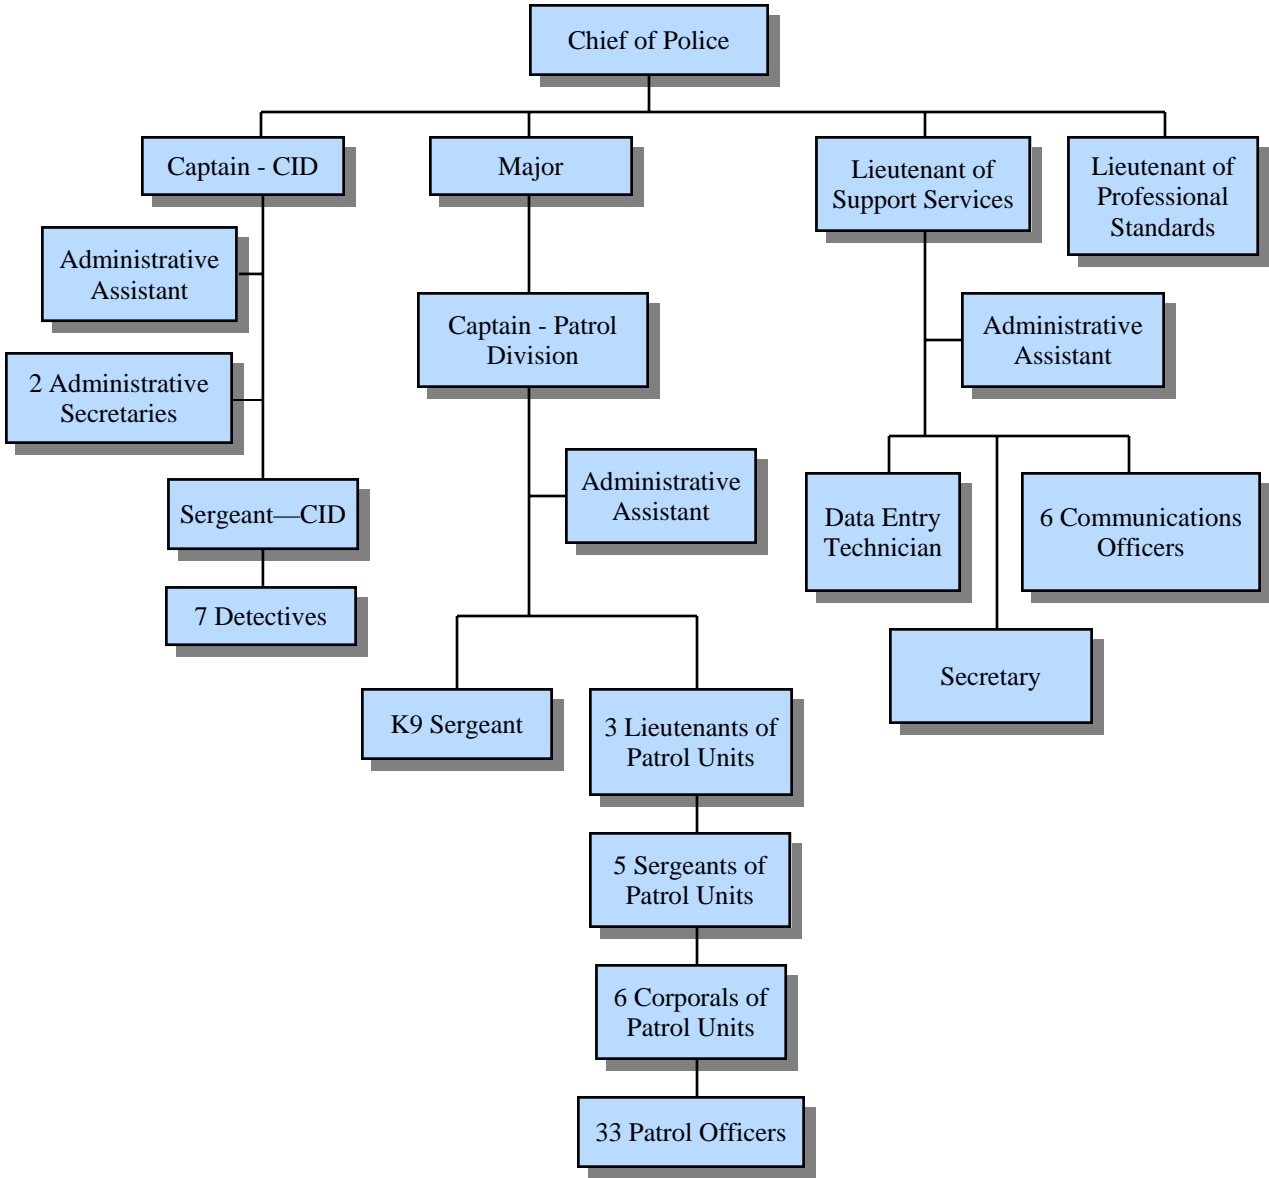 Chief of Police
Captain - CID
Major
Lieutenant of
Support Services
Lieutenant of
Professional
Standards
Administrative
Assistant
2 Administrative
Secretaries
Sergeant—CID
7 Detectives
Captain - Patrol
Division
Administrative
Assistant
K9 Sergeant
3 Lieutenants of
Patrol Units
5 Sergeants of
Patrol Units
6 Corporals of
Patrol Units
33 Patrol Officers
Administrative
Assistant
Data Entry
Technician
6 Communications
Officers
Secretary